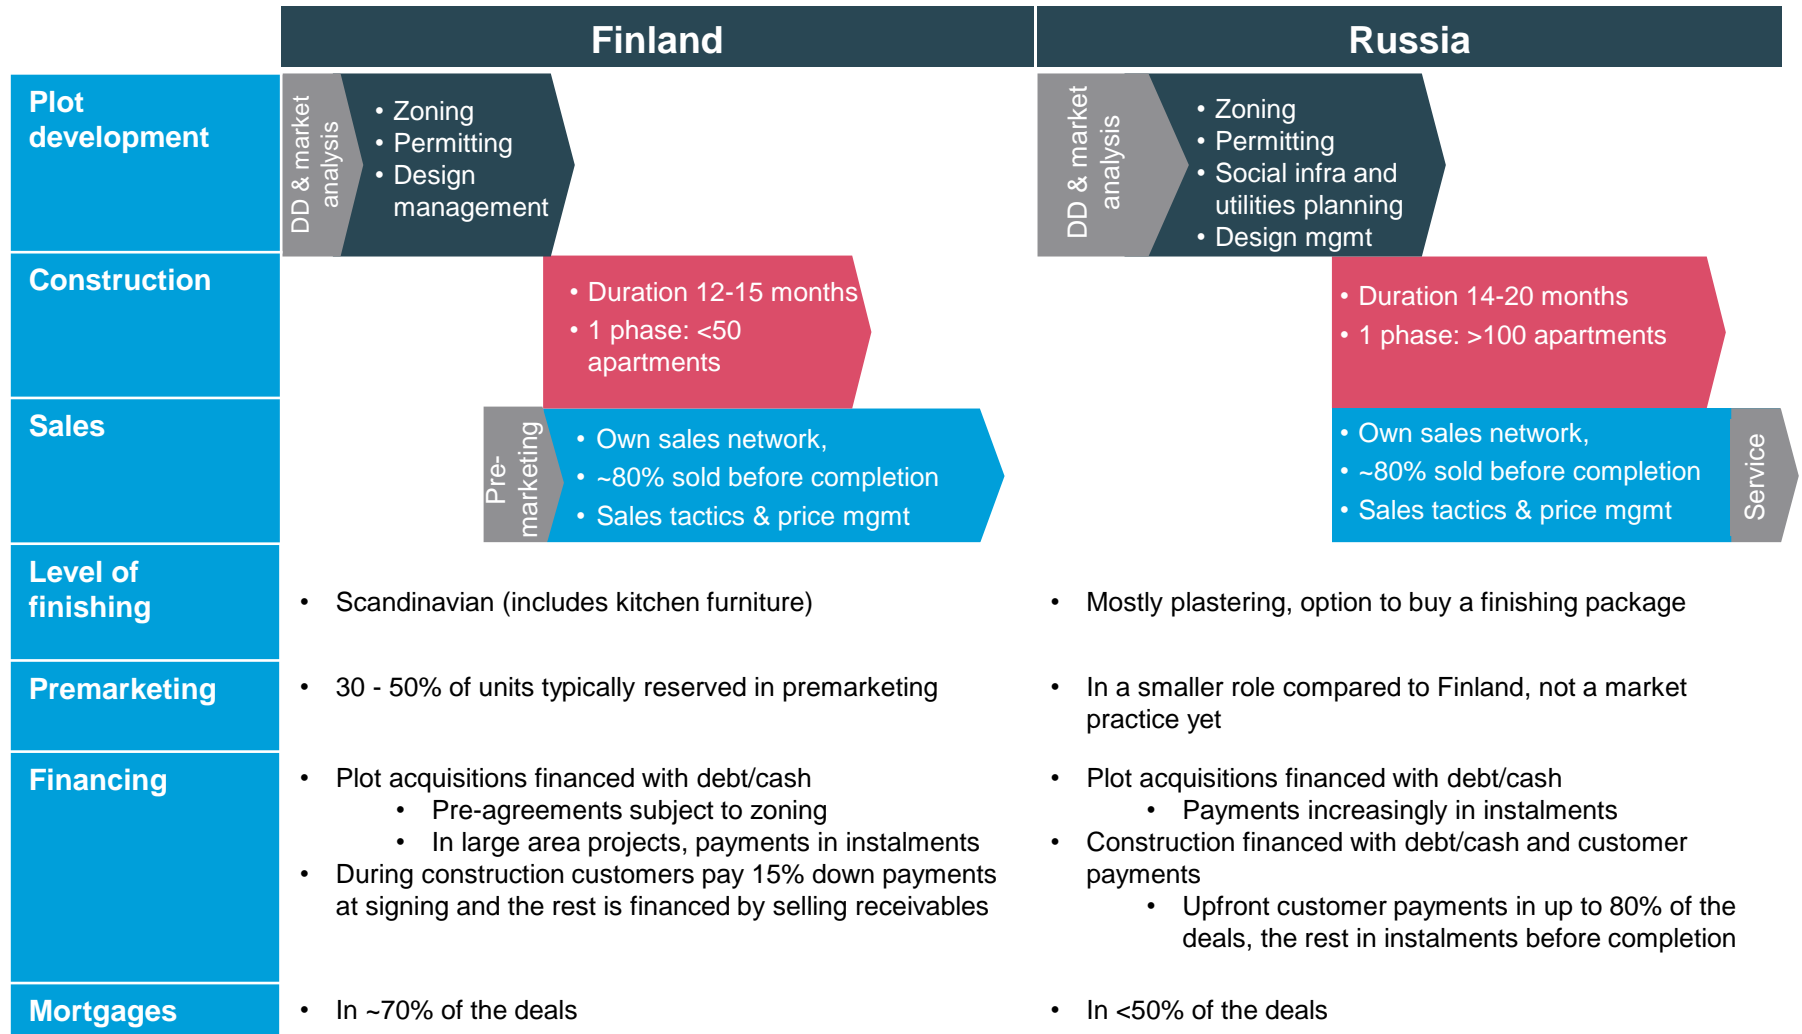 Finland
Russia
Plot
development
DD & market
analysis
• Zoning
• Permitting
• Design
management
DD & market
analysis
• Zoning
• Permitting
• Social infra and
utilities planning
• Design mgmt
Construction
• Duration 12-15 months
• 1 phase: <50
apartments
• Duration 14-20 months
• 1 phase: >100 apartments
Sales
Pre-
marketing
• Own sales network,
• ~80% sold before completion
• Sales tactics & price mgmt
• Own sales network,
• ~80% sold before completion
• Sales tactics & price mgmt
Service
Level of
finishing
• Scandinavian (includes kitchen furniture)
• Mostly plastering, option to buy a finishing package
Premarketing
• 30 - 50% of units typically reserved in premarketing
• In a smaller role compared to Finland, not a market
practice yet
Financing
• Plot acquisitions financed with debt/cash
• Pre-agreements subject to zoning
• In large area projects, payments in instalments
• During construction customers pay 15% down payments
at signing and the rest is financed by selling receivables
• Plot acquisitions financed with debt/cash
• Payments increasingly in instalments
• Construction financed with debt/cash and customer
payments
• Upfront customer payments in up to 80% of the
deals, the rest in instalments before completion
Mortgages
• In ~70% of the deals
• In <50% of the deals